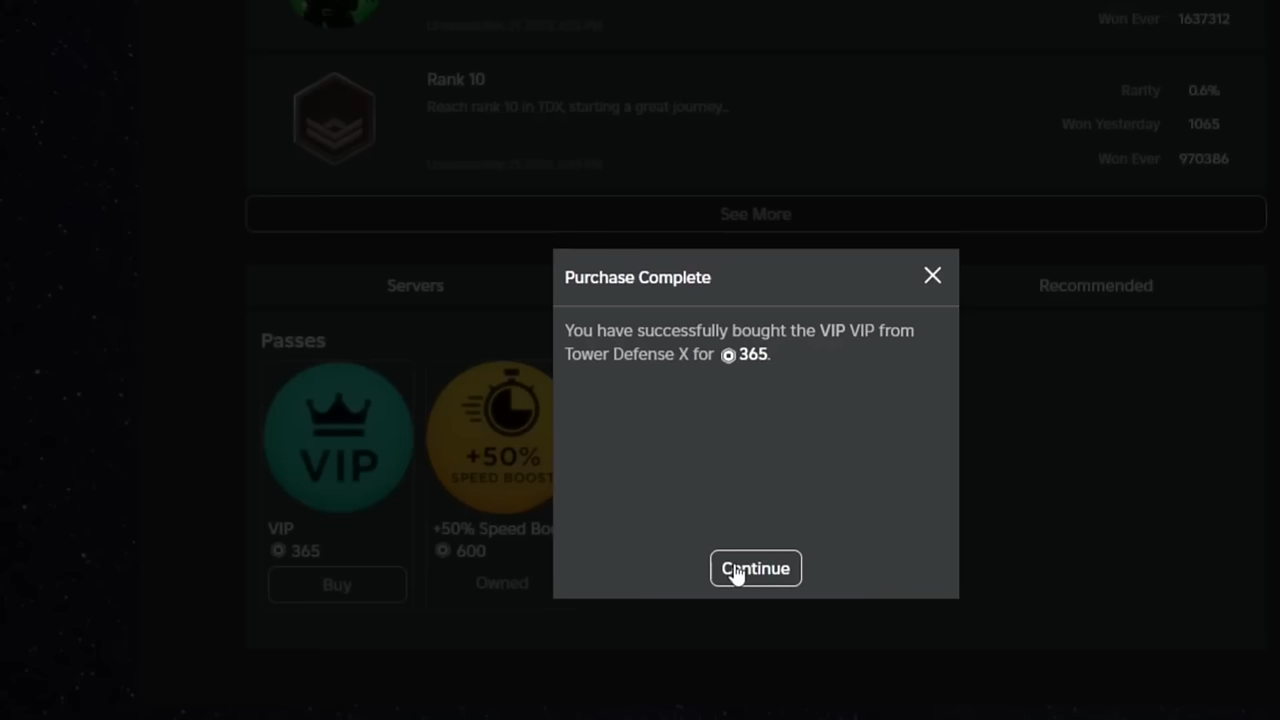 Won Ever 1637312
Rank 10
Reach rank 10 in TDX, starting a great journey...
Rarity 0.6%
Won Yesterday 1065
Won Ever 970386
See More
Servers
Recommended
Purchase Complete
You have successfully bought the VIP VIP from
Tower Defense X for 365.
Continue
Passes
VIP
VIP
365
Buy
+50%
SPEED BOOST
+50% Speed Boo
600
Owned